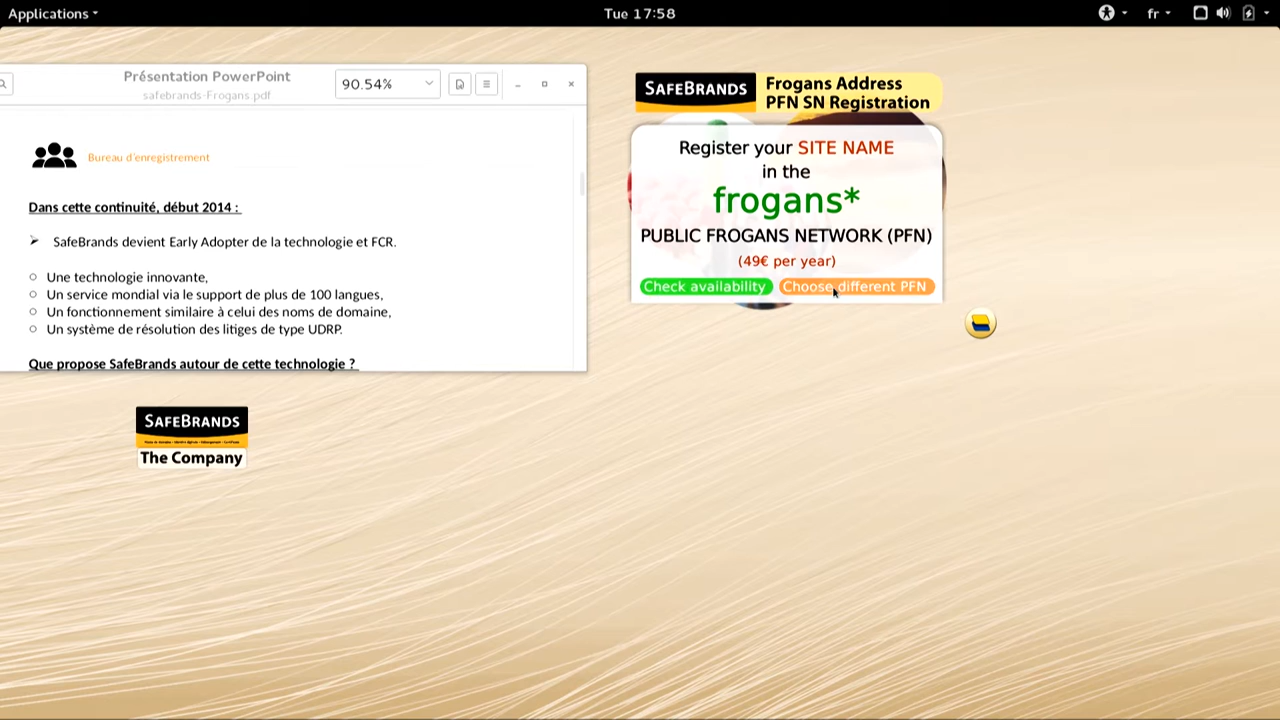 Applications
Tue 17:58
fr
Présentation PowerPoint
safebrands-Frogans.pdf
90.54%
Bureau d'enregistrement
Dans cette continuité, début 2014 :
➤ SafeBrands devient Early Adopter de la technologie et FCR.
○ Une technologie innovante,
○ Un service mondial via le support de plus de 100 langues,
○ Un fonctionnement similaire à celui des noms de domaine,
○ Un système de résolution des litiges de type UDRP.
Que propose SafeBrands autour de cette technologie ?
SAFEBRANDS
The Company
SAFEBRANDS
Frogans Address
PFN SN Registration
Register your SITE NAME
in the
frogans*
PUBLIC FROGANS NETWORK (PFN)
(49€ per year)
Check availability
Choose different PFN